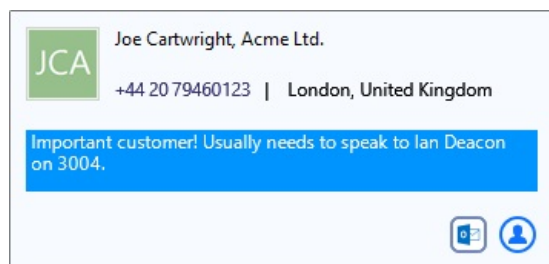 JCA
Joe Cartwright, Acme Ltd.
+44 20 79460123 | London, United Kingdom
Important customer! Usually needs to speak to Ian Deacon
on 3004.